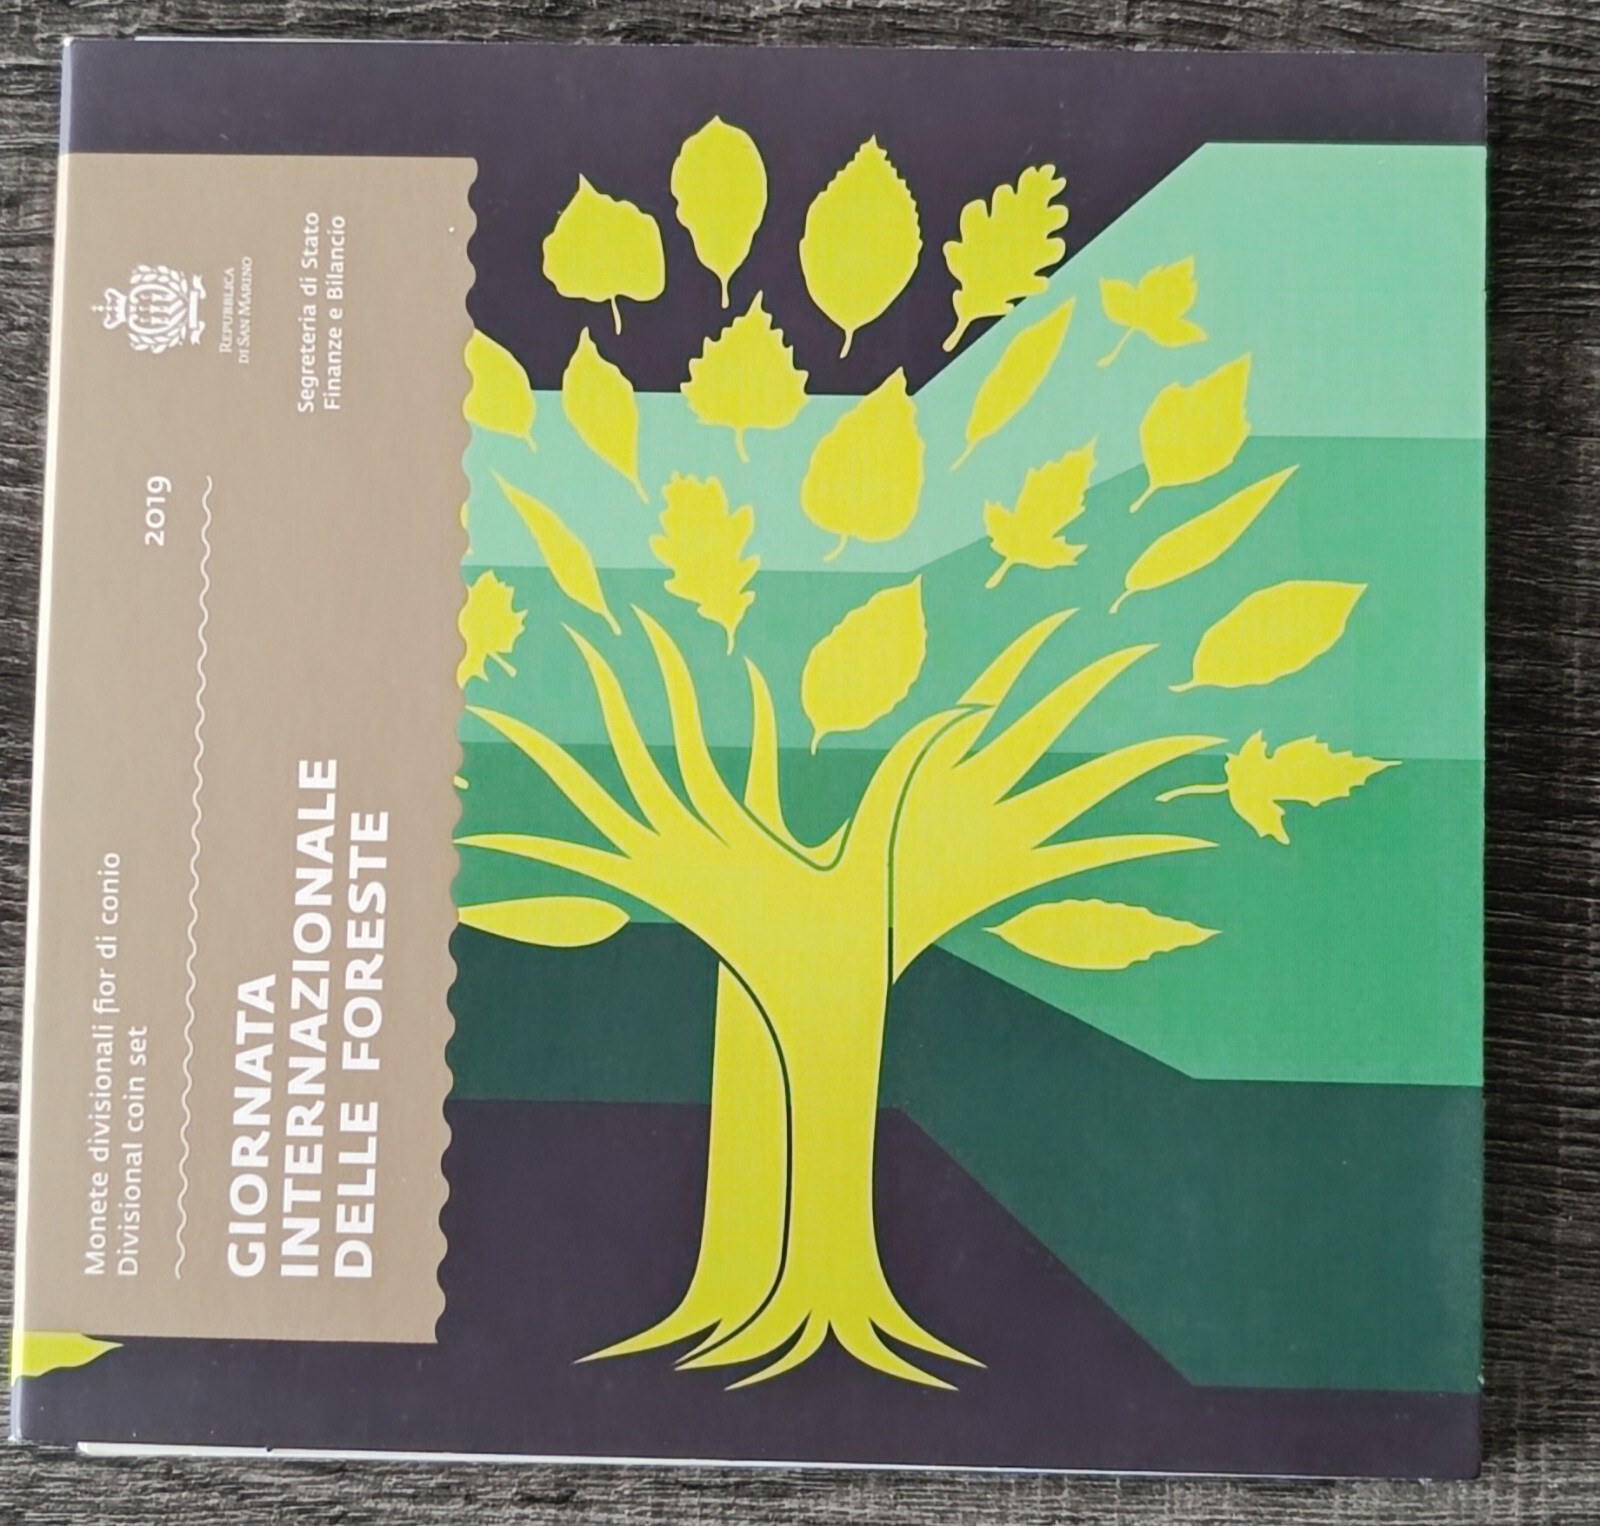 Monete divisionali fior di conio
Divisional coin set
2019
GIORNATA
INTERNAZIONALE
DELLE FORESTE
REPUBBLICA
DI SAN MARINO
Segreteria di Stato
Finanze e Bilancio